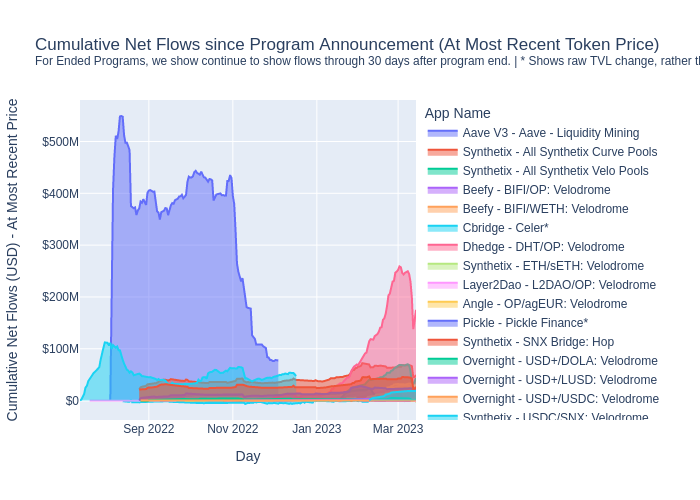 Cumulative Net Flows since Program Announcement (At Most Recent Token Price)
For Ended Programs, we show continue to show flows through 30 days after program end. | * Shows raw TVL change, rather
Cumulative Net Flows (USD) - At Most Recent Price
$500M
$400M
$300M
$200M
$100M
$0
Sep 2022
Nov 2022
Jan 2023
Mar 2023
Day
App Name
Aave V3 - Aave - Liquidity Mining
Synthetix - All Synthetix Curve Pools
Synthetix - All Synthetix Velo Pools
Beefy - BIFI/OP: Velodrome
Beefy - BIFI/WETH: Velodrome
Cbridge - Celer*
Dhedge - DHT/OP: Velodrome
Synthetix - ETH/sETH: Velodrome
Layer2Dao - L2DAO/OP: Velodrome
Angle - OP/agEUR: Velodrome
Pickle - Pickle Finance*
Synthetix - SNX Bridge: Hop
Overnight - USD+/DOLA: Velodrome
Overnight - USD+/LUSD: Velodrome
Overnight - USD+/USDC: Velodrome
Synthetix - USDC/SNX: Velodrome